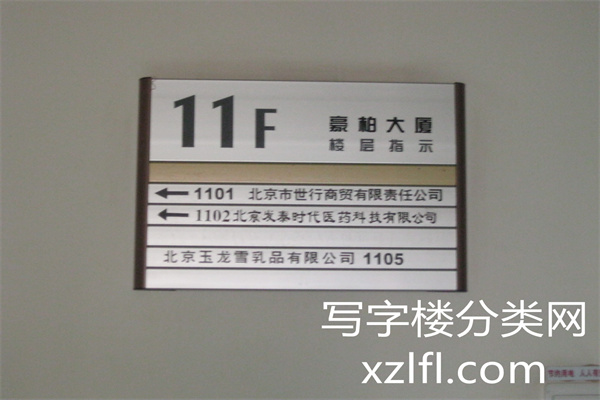 11F
豪柏大厦
楼层指示
← 1101 北京市世行商贸有限责任公司
← 1102北京发泰时代医药科技有限公司
北京玉龙雪乳品有限公司 1105
写字楼分类网
xzlfl.com